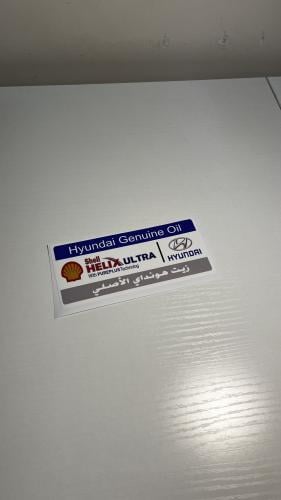 Hyundai Genuine Oil
Shell
HELIX ULTRA
With PUREPLUS Technology
HYUNDAI
زيت هونداي الأصلي